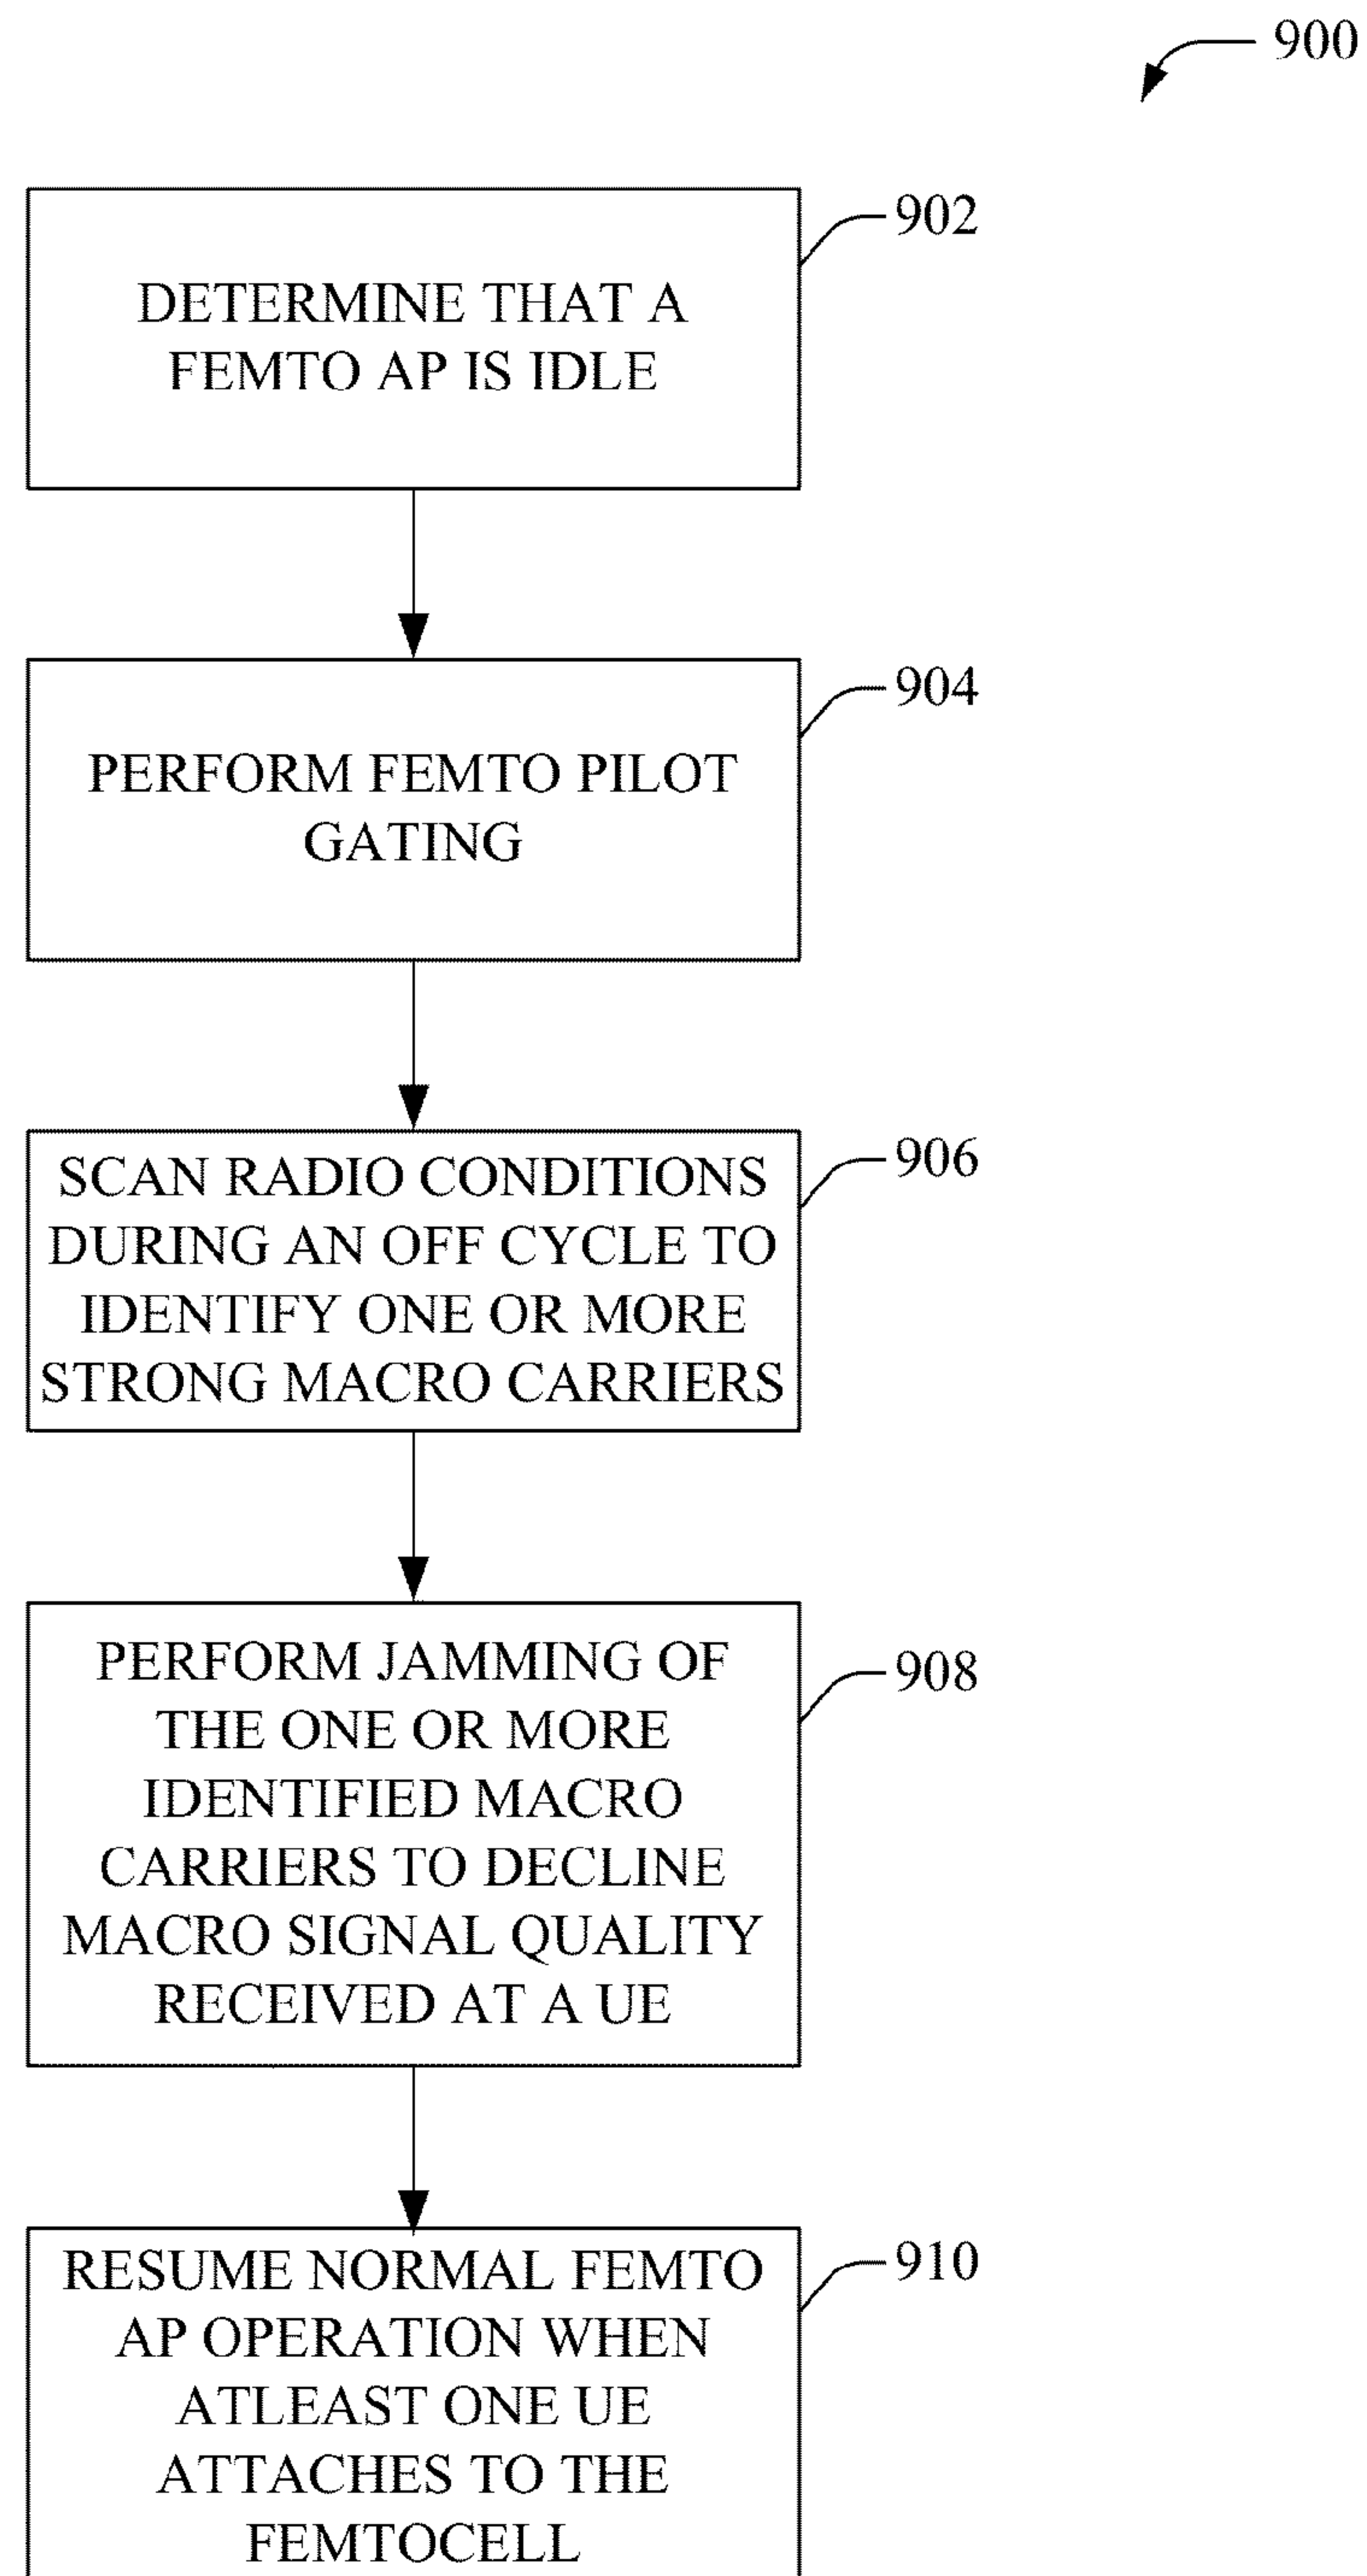 900
902
DETERMINE THAT A
FEMTO AP IS IDLE
904
PERFORM FEMTO PILOT
GATING
906
SCAN RADIO CONDITIONS
DURING AN OFF CYCLE TO
IDENTIFY ONE OR MORE
STRONG MACRO CARRIERS
908
PERFORM JAMMING OF
THE ONE OR MORE
IDENTIFIED MACRO
CARRIERS TO DECLINE
MACRO SIGNAL QUALITY
RECEIVED AT A UE
910
RESUME NORMAL FEMTO
AP OPERATION WHEN
ATLEAST ONE UE
ATTACHES TO THE
FEMTOCELL